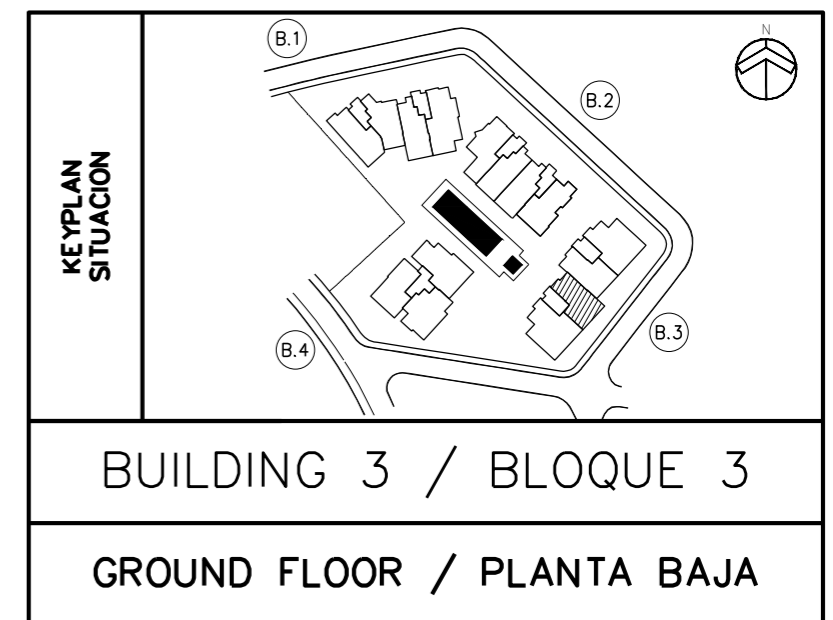 B.1
N
B.2
KEYPLAN
SITUACION
B.3
B.4
BUILDING 3 / BLOQUE 3
GROUND FLOOR / PLANTA BAJA